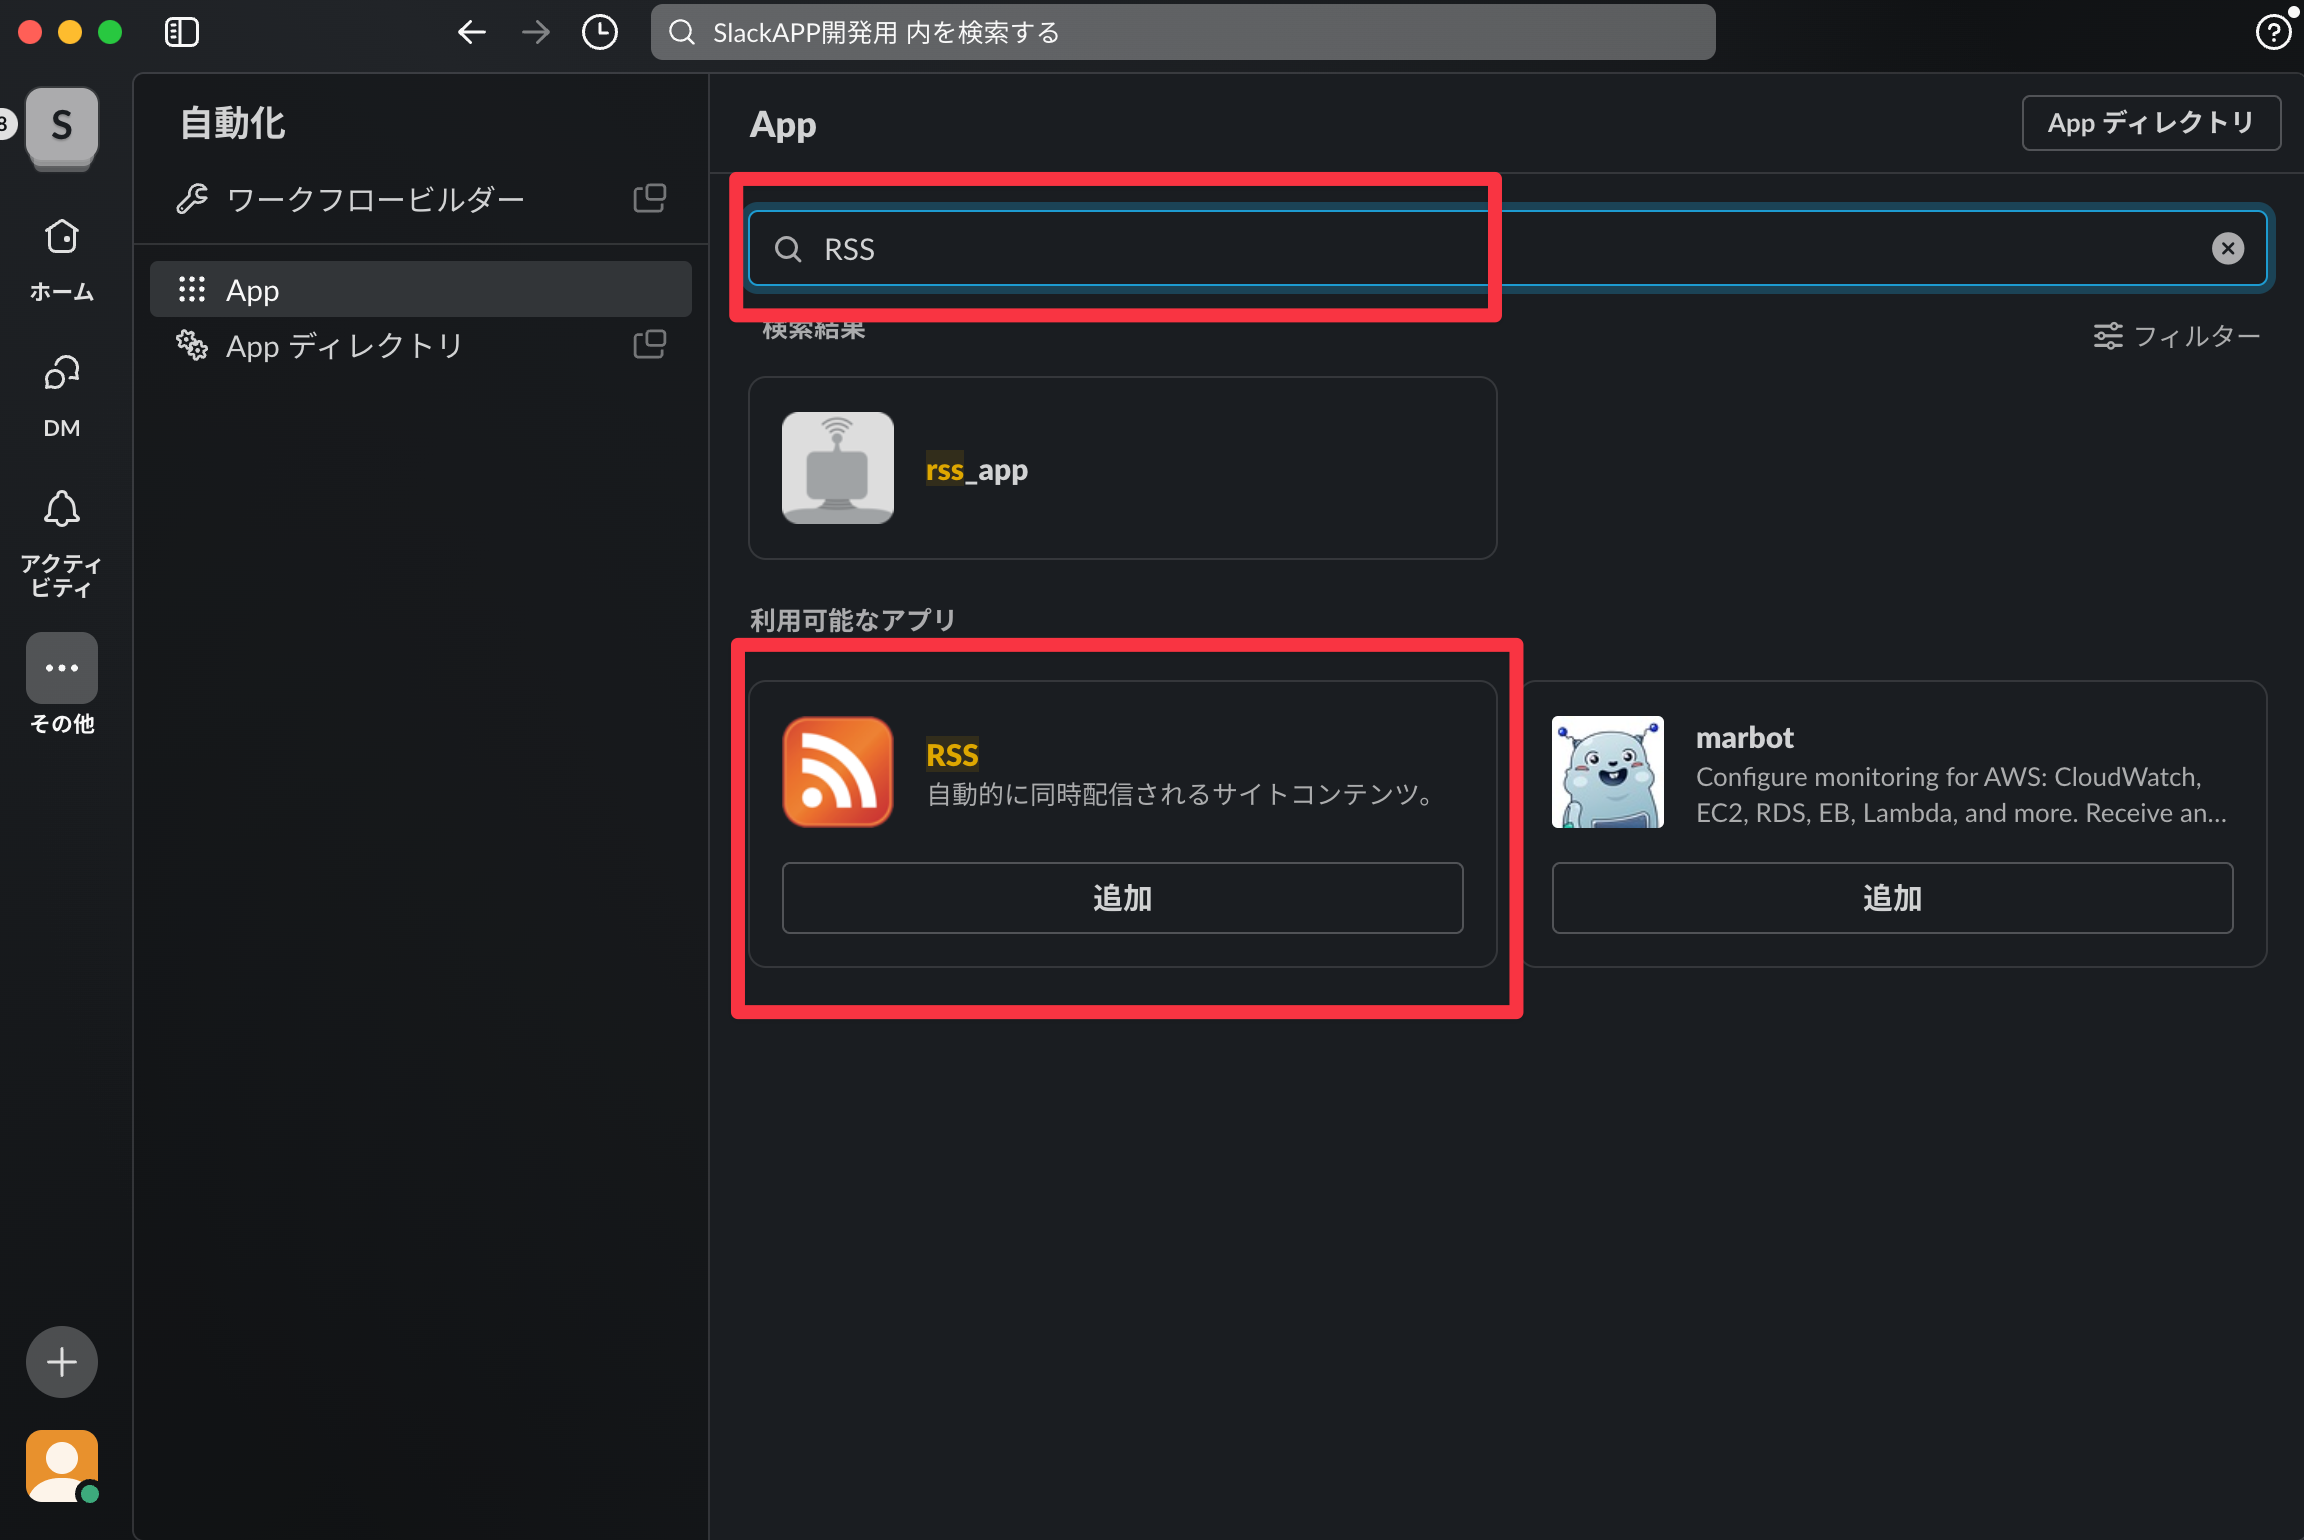 SlackAPP開発用 内を検索する
8
S
ホーム
DM
アクティ
ビティ
その他
自動化
ワークフロービルダー
App
App ディレクトリ
App
App ディレクトリ
RSS
検索結果
フィルター
rss_app
利用可能なアプリ
RSS
自動的に同時配信されるサイトコンテンツ。
追加
marbot
Configure monitoring for AWS: CloudWatch,
EC2, RDS, EB, Lambda, and more. Receive an...
追加